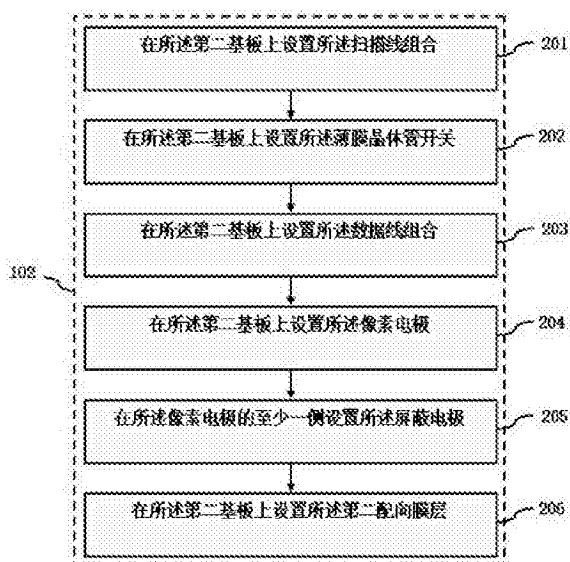 在所述第二基板上设置所述扫描线组合
201
在所述第二基板上设置所述薄膜晶体管开关
202
在所述第二基板上设置所述数据线组合
203
102
在所述第二基板上设置所述像素电极
204
在所述像素电极的至少一侧设置所述屏蔽电极
205
在所述第二基板上设置所述第二配向膜层
206